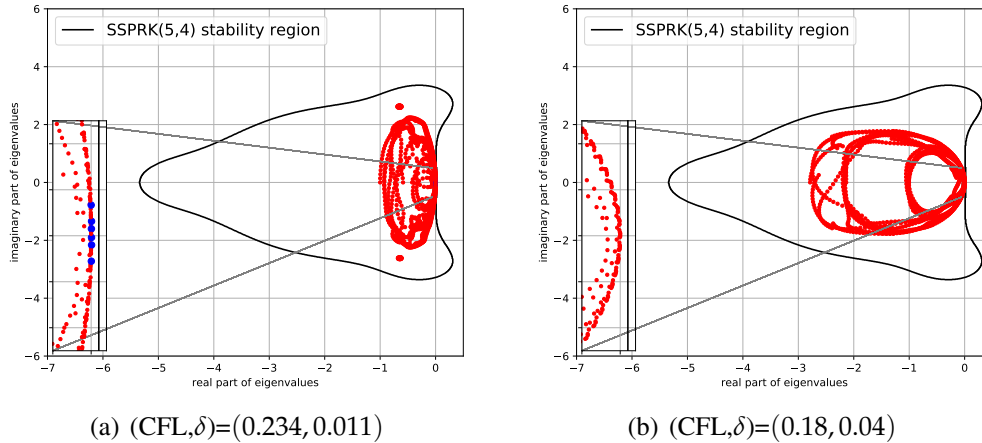 6
4
2
0
−2
−4
−6
imaginary part of eigenvalues
SSPRK(5,4) stability region
−7 −6 −5 −4 −3 −2 −1 0
real part of eigenvalues
(a) (CFL,δ)=(0.234, 0.011)
6
4
2
0
−2
−4
−6
imaginary part of eigenvalues
SSPRK(5,4) stability region
−7 −6 −5 −4 −3 −2 −1 0
real part of eigenvalues
(b) (CFL,δ)=(0.18, 0.04)